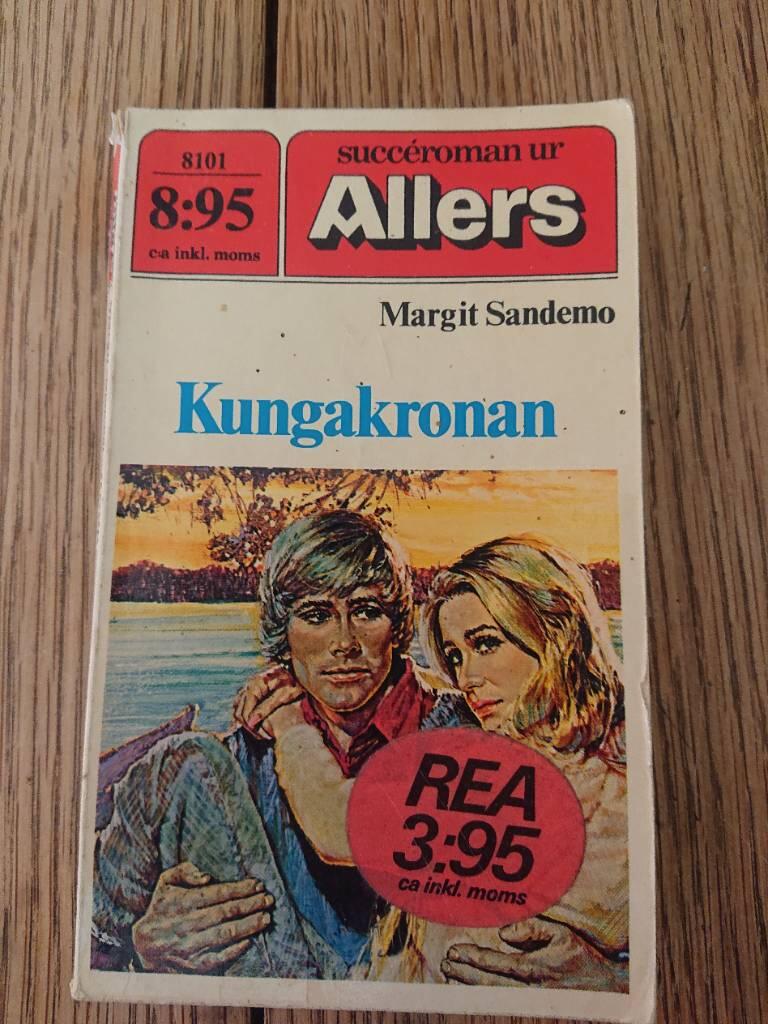 8101
8:95
c:a inkl. moms
succéroman ur
Allers
Margit Sandemo
Kungakronan
REA
3:95
ca inkl. moms